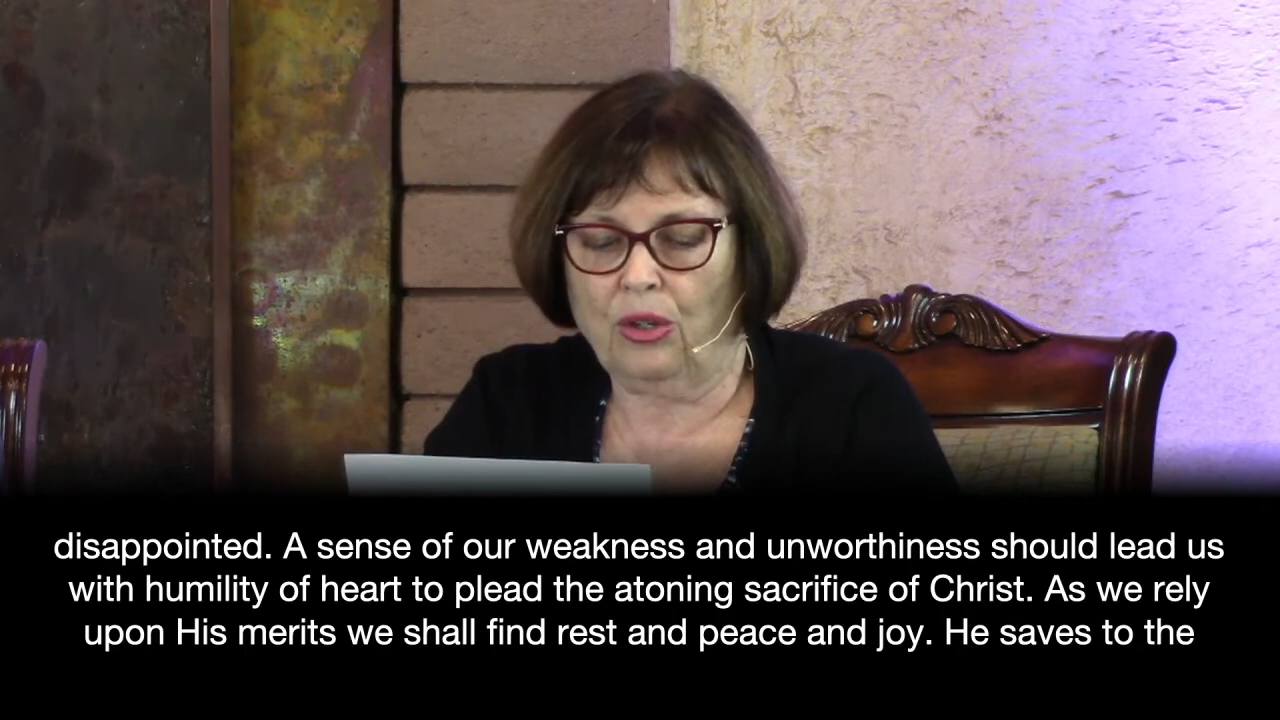 disappointed. A sense of our weakness and unworthiness should lead us
with humility of heart to plead the atoning sacrifice of Christ. As we rely
upon His merits we shall find rest and peace and joy. He saves to the